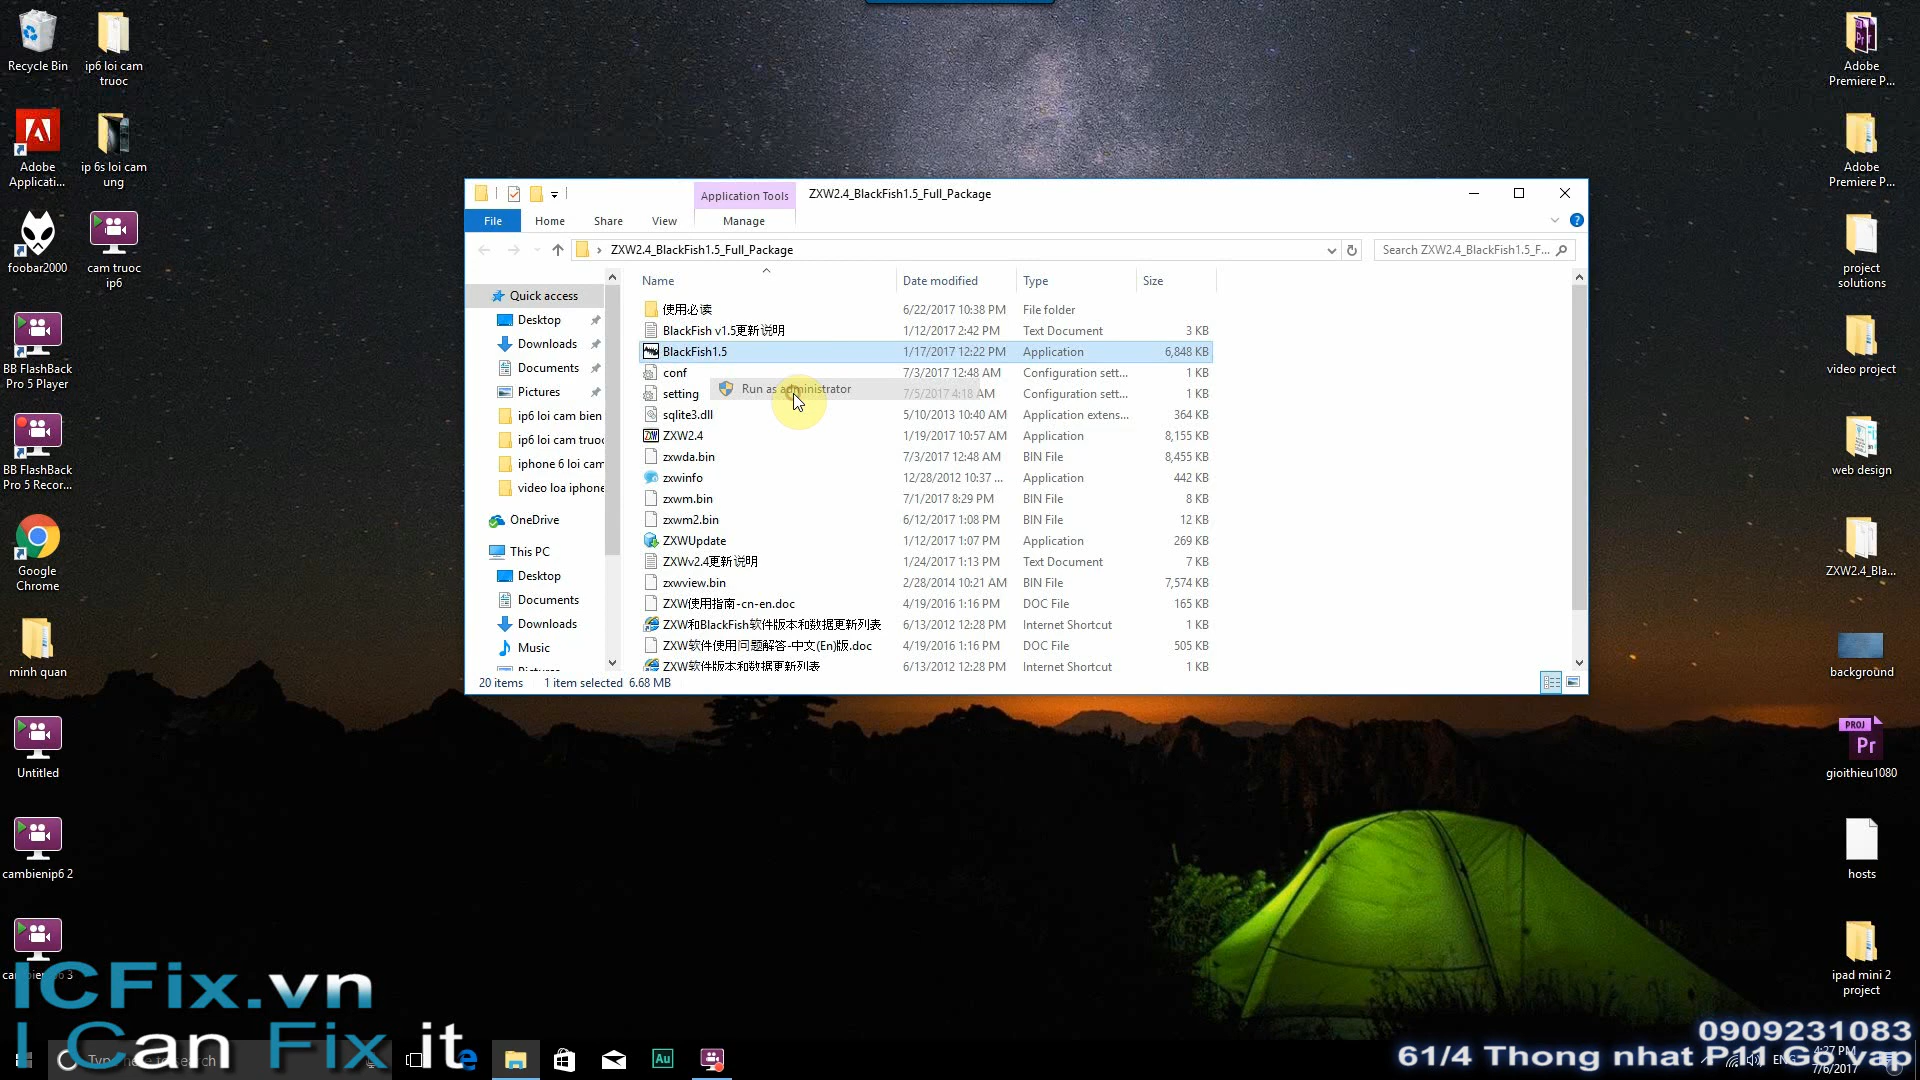 Recycle Bin
ip6 loi cam
truoc
Adobe
Applicati...
ip 6s loi cam
ung
foobar2000
cam truoc
ip6
BB FlashBack
Pro 5 Player
BB FlashBack
Pro 5 Recor...
Google
Chrome
minh quan
Untitled
cambienip6 2
Application Tools
ZXW2.4_BlackFish1.5_Full_Package
File
Home
Share
View
Manage
ZXW2.4_BlackFish1.5_Full_Package
Search ZXW2.4_BlackFish1.5_F...
Quick access
Desktop
Downloads
Documents
Pictures
ip6 loi cam bien
ip6 loi cam truoc
iphone 6 loi cam
video loa iphone
OneDrive
This PC
Desktop
Documents
Downloads
Music
Pictures
Name Date modified Type Size
使用必读 6/22/2017 10:38 PM File folder
BlackFish v1.5更新说明 1/12/2017 2:42 PM Text Document 3 KB
BlackFish1.5 1/17/2017 12:22 PM Application 6,848 KB
conf 7/3/2017 12:48 AM Configuration sett... 1 KB
Run as administrator
setting 7/5/2017 4:18 AM Configuration sett... 1 KB
sqlite3.dll 5/10/2013 10:40 AM Application extens... 364 KB
ZXW2.4 1/19/2017 10:57 AM Application 8,155 KB
zxwda.bin 7/3/2017 12:48 AM BIN File 8,455 KB
zxwinfo 12/28/2012 10:37 ... Application 442 KB
zxwm.bin 7/1/2017 8:29 PM BIN File 8 KB
zxwm2.bin 6/12/2017 1:08 PM BIN File 12 KB
ZXWUpdate 1/12/2017 1:07 PM Application 269 KB
ZXWv2.4更新说明 1/24/2017 1:13 PM Text Document 7 KB
zxwview.bin 2/28/2014 10:21 AM BIN File 7,574 KB
ZXW使用指南-cn-en.doc 4/19/2016 1:16 PM DOC File 165 KB
ZXW和BlackFish软件版本和数据更新列表 6/13/2012 12:28 PM Internet Shortcut 1 KB
ZXW软件使用问题解答-中文(En)版.doc 4/19/2016 1:16 PM DOC File 505 KB
ZXW软件版本和数据更新列表 6/13/2012 12:28 PM Internet Shortcut 1 KB
20 items 1 item selected 6.68 MB
Adobe
Premiere P...
Adobe
Premiere P...
project
solutions
video project
web design
ZXW2.4_Bla...
background
PROJ
Pr
gioithieu1080
hosts
ipad mini 2
project
ICFix.vn
I Can Fix it
Type here to search
Au
0909231083
61/4 Thong nhat P11 Go vap
ENG
4:27 PM
7/6/2017